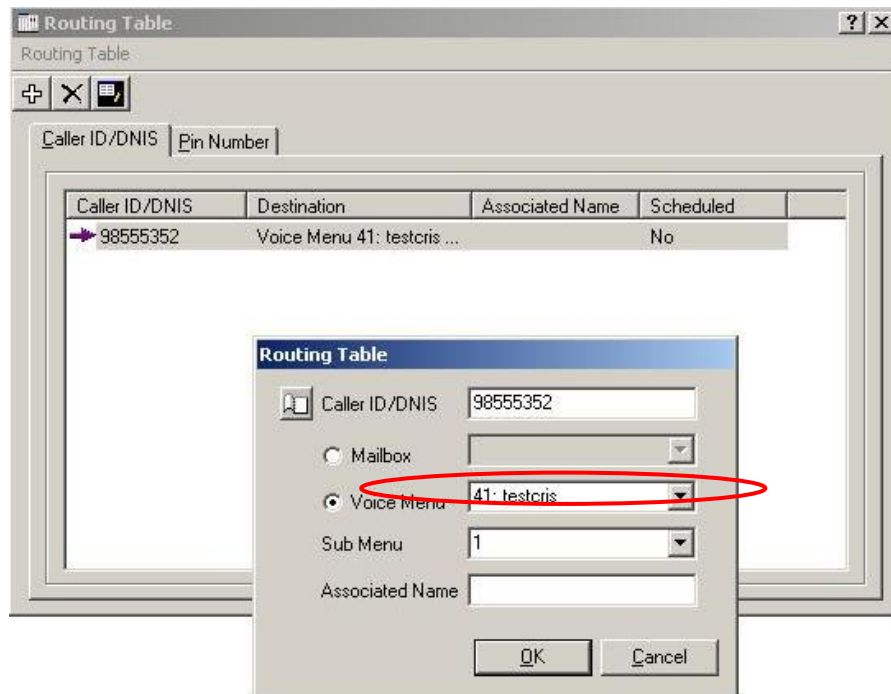 Routing Table
Routing Table
Caller ID/DNIS Pin Number
Caller ID/DNIS Destination Associated Name Scheduled
98555352 Voice Menu 41: testcris ... No
Routing Table
Caller ID/DNIS 98555352
Mailbox
Voice Menu 41: testcris
Sub Menu 1
Associated Name
OK Cancel